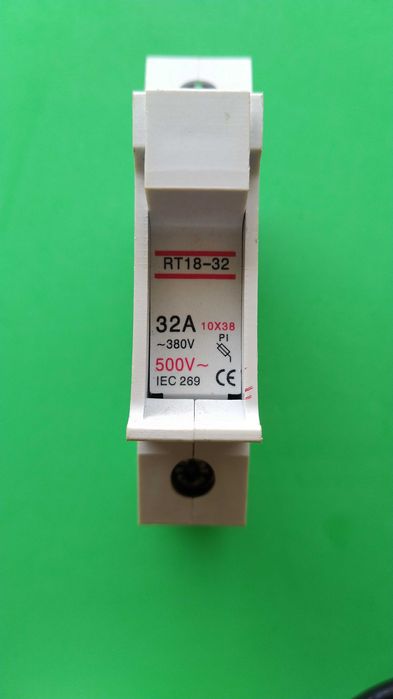 RT18-32
32A 10X38
~380V PI
500V~
IEC 269 CE